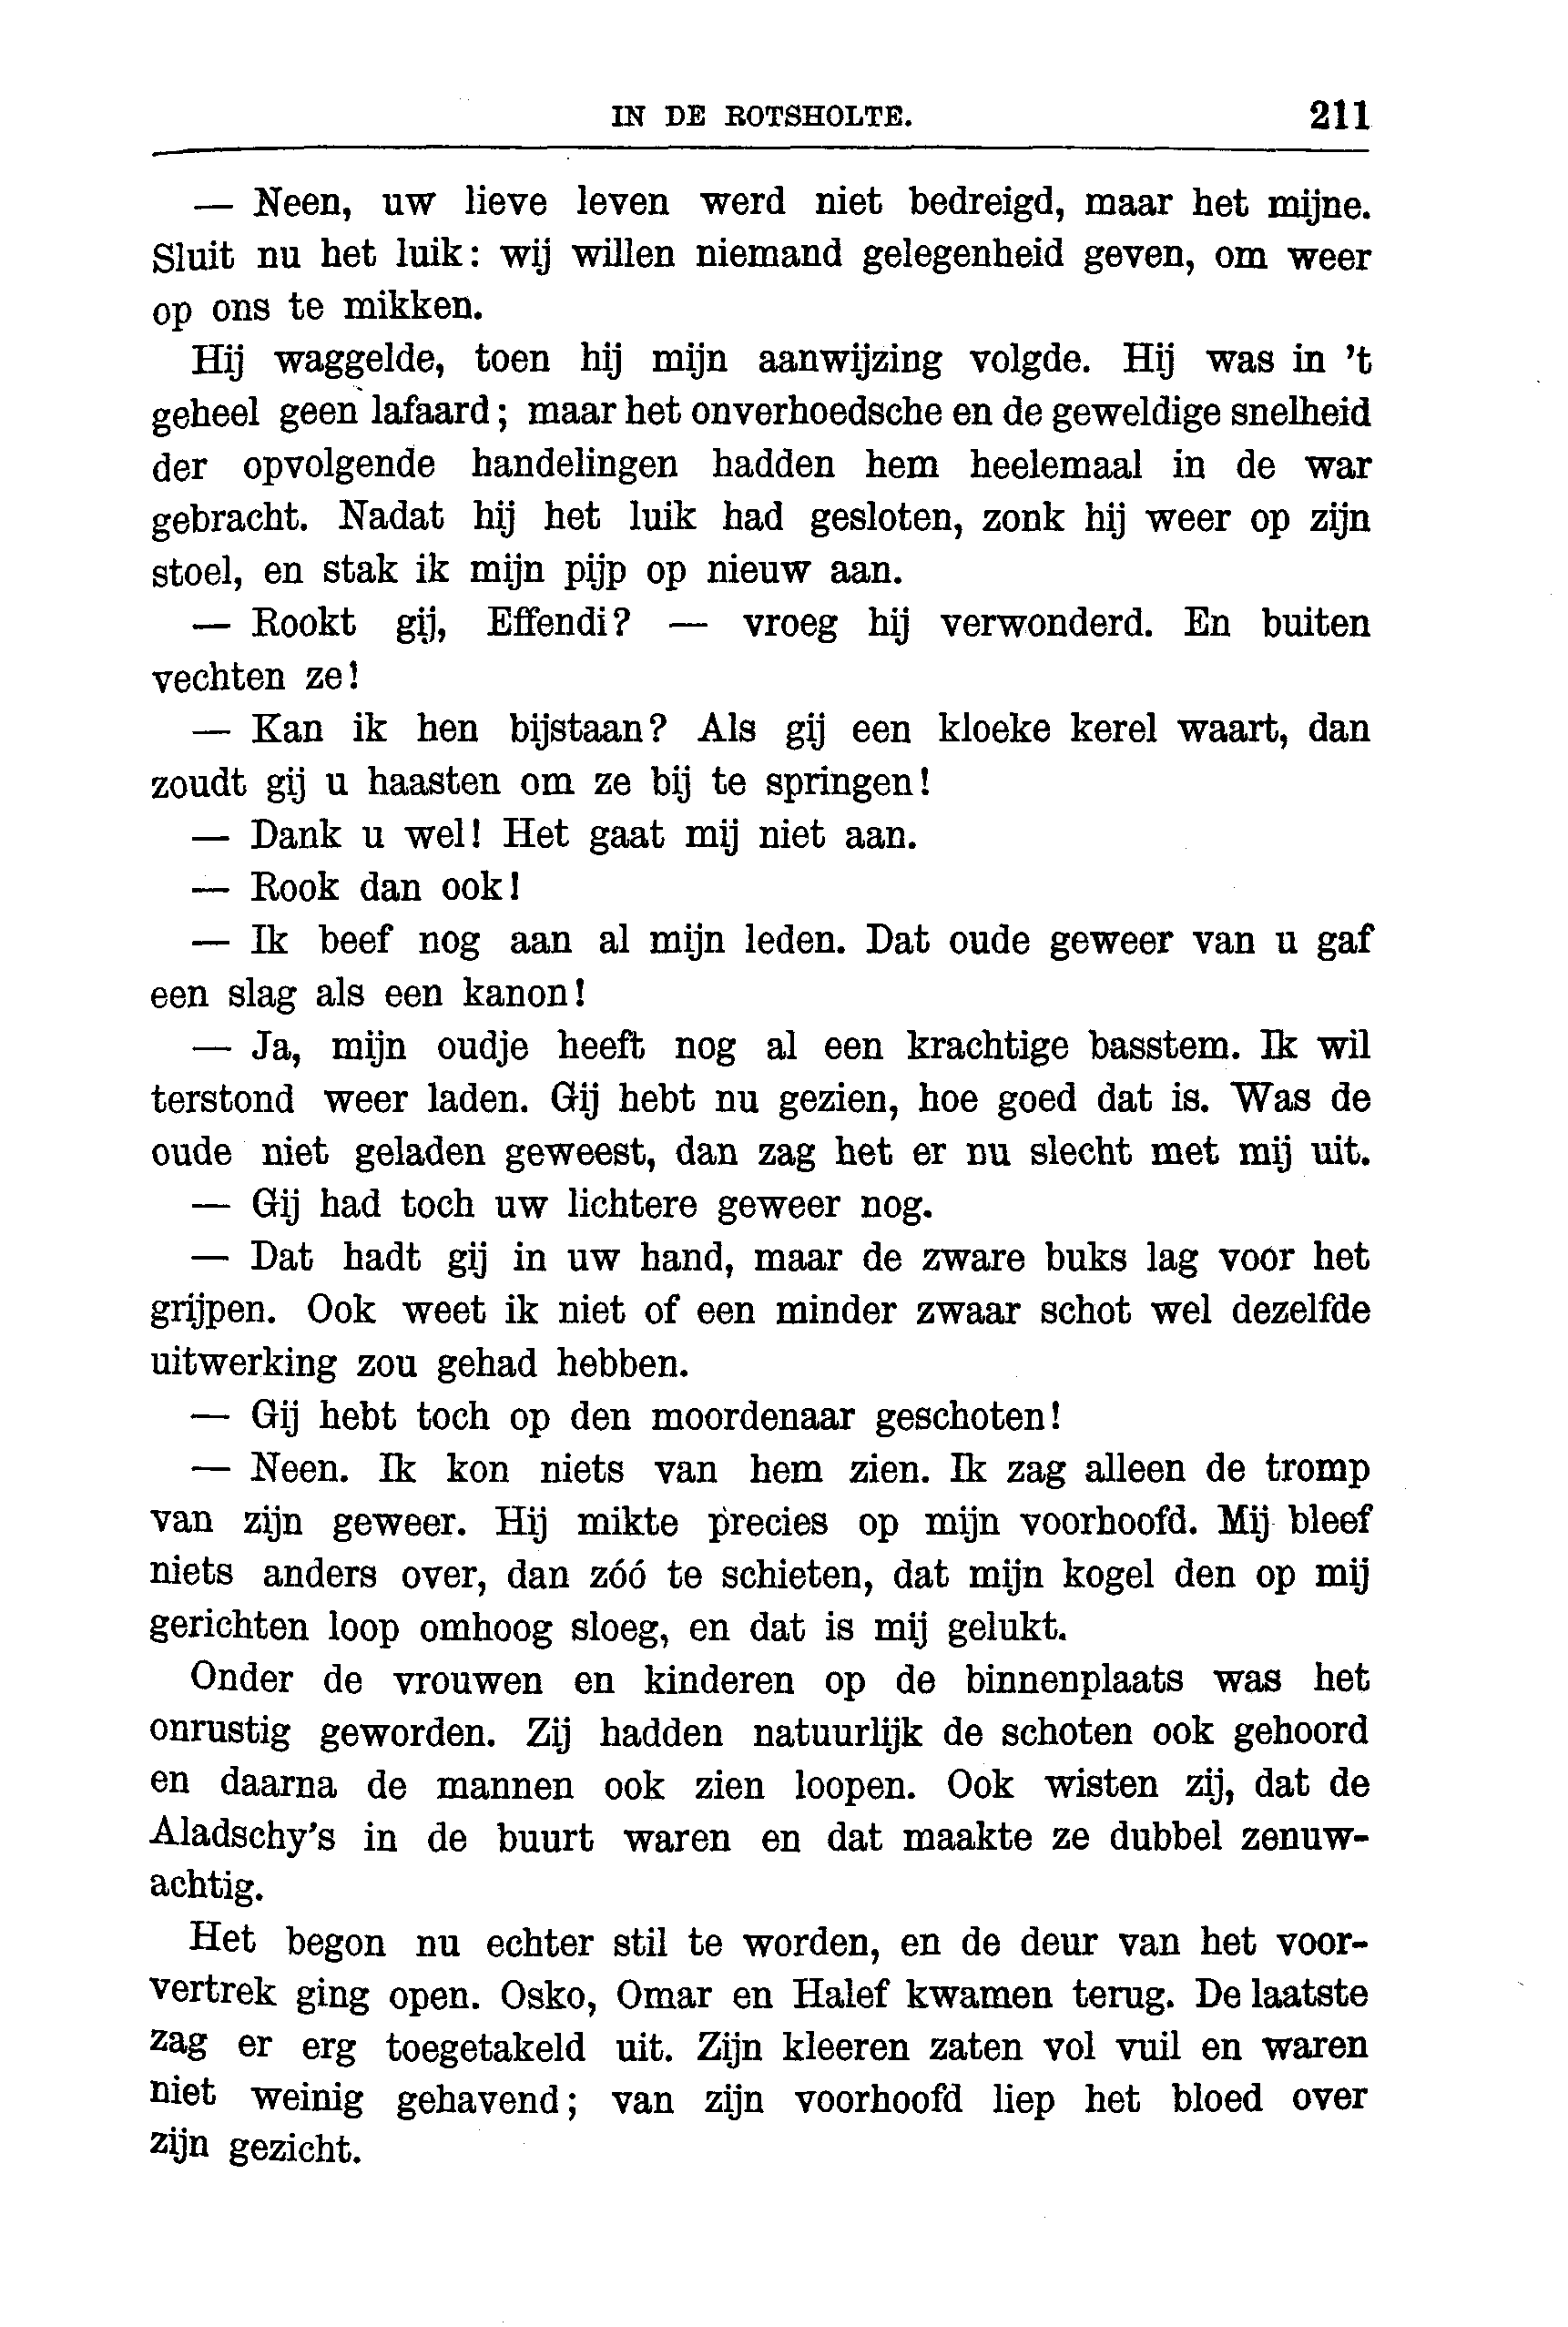 IN DE ROTSHOLTE. 211
— Neen, uw lieve leven werd niet bedreigd, maar het mijne.
Sluit nu het luik: wij willen niemand gelegenheid geven, om weer
op ons te mikken.
Hij waggelde, toen hij mijn aanwijzing volgde. Hij was in 't
geheel geen lafaard; maar het onverhoedsche en de geweldige snelheid
der opvolgende handelingen hadden hem heelemaal in de war
gebracht. Nadat hij het luik had gesloten, zonk hij weer op zijn
stoel, en stak ik mijn pijp op nieuw aan.
— Rookt gij, Effendi? — vroeg hij verwonderd. En buiten
vechten ze!
— Kan ik hen bijstaan? Als gij een kloeke kerel waart, dan
zoudt gij u haasten om ze bij te springen!
— Dank u wel! Het gaat mij niet aan.
— Rook dan ook!
— Ik beef nog aan al mijn leden. Dat oude geweer van u gaf
een slag als een kanon!
— Ja, mijn oudje heeft nog al een krachtige basstem. Ik wil
terstond weer laden. Gij hebt nu gezien, hoe goed dat is. Was de
oude niet geladen geweest, dan zag het er nu slecht met mij uit.
— Gij had toch uw lichtere geweer nog.
— Dat hadt gij in uw hand, maar de zware buks lag voor het
grijpen. Ook weet ik niet of een minder zwaar schot wel dezelfde
uitwerking zou gehad hebben.
— Gij hebt toch op den moordenaar geschoten!
— Neen. Ik kon niets van hem zien. Ik zag alleen de tromp
van zijn geweer. Hij mikte precies op mijn voorhoofd. Mij bleef
niets anders over, dan zóó te schieten, dat mijn kogel den op mij
gerichten loop omhoog sloeg, en dat is mij gelukt.
Onder de vrouwen en kinderen op de binnenplaats was het
onrustig geworden. Zij hadden natuurlijk de schoten ook gehoord
en daarna de mannen ook zien loopen. Ook wisten zij, dat de
Aladschy's in de buurt waren en dat maakte ze dubbel zenuw-
achtig.
Het begon nu echter stil te worden, en de deur van het voor-
vertrek ging open. Osko, Omar en Halef kwamen terug. De laatste
zag er erg toegetakeld uit. Zijn kleeren zaten vol vuil en waren
niet weinig gehavend; van zijn voorhoofd liep het bloed over
zijn gezicht.